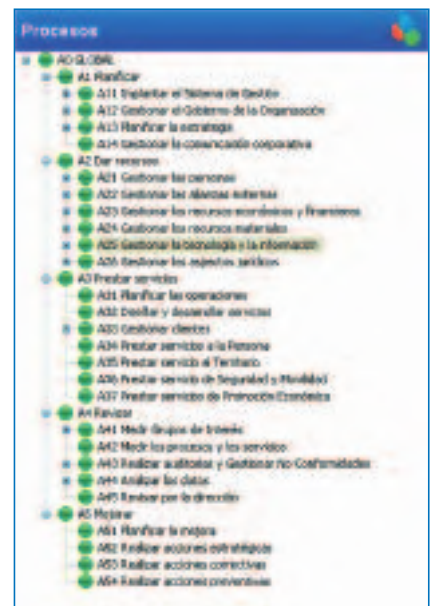 Procesos
A0 GLOBAL
A1 Planificar
A11 Implantar el Sistema de Gestión
A12 Gestionar el Gobierno de la Organización
A13 Planificar la estrategia
A14 Gestionar la comunicación corporativa
A2 Dar recursos
A21 Gestionar las personas
A22 Gestionar las alianzas externas
A23 Gestionar los recursos económicos y financieros
A24 Gestionar los recursos materiales
A25 Gestionar la tecnología y la información
A26 Gestionar los aspectos jurídicos
A3 Prestar servicios
A31 Planificar las operaciones
A32 Diseñar y desarrollar servicios
A33 Gestionar clientes
A34 Prestar servicio a la Persona
A35 Prestar servicio al Territorio
A36 Prestar servicio de Seguridad y Movilidad
A37 Prestar servicio de Promoción Económica
A4 Revisar
A41 Medir Grupos de Interés
A42 Medir los procesos y los servicios
A43 Realizar auditorías y Gestionar No Conformidades
A44 Analizar los datos
A45 Revisar por la dirección
A5 Mejorar
A51 Planificar la mejora
A52 Realizar acciones estratégicas
A53 Realizar acciones correctivas
A54 Realizar acciones preventivas